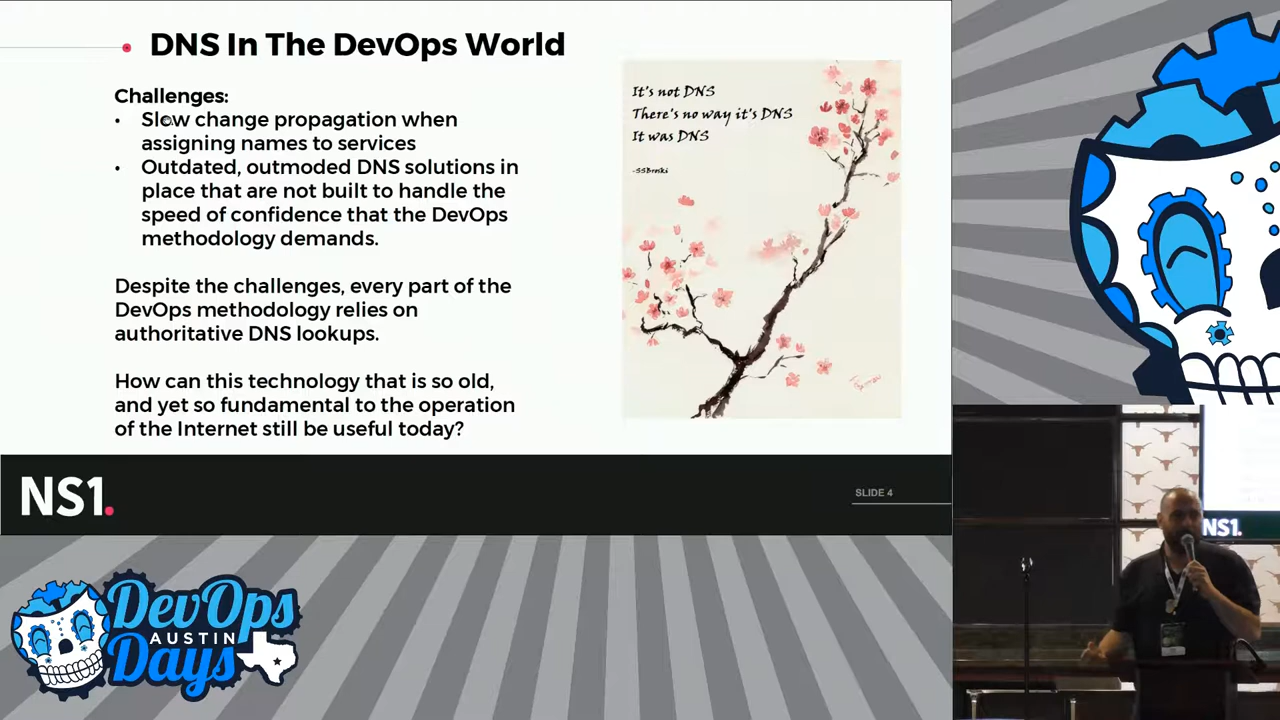 DNS In The DevOps World
Challenges:
• Slow change propagation when
assigning names to services
• Outdated, outmoded DNS solutions in
place that are not built to handle the
speed of confidence that the DevOps
methodology demands.
Despite the challenges, every part of the
DevOps methodology relies on
authoritative DNS lookups.
How can this technology that is so old,
and yet so fundamental to the operation
of the Internet still be useful today?
It's not DNS
There's no way it's DNS
It was DNS
-SSBroski
NS1.
SLIDE 4
NS1.
DevOps
AUSTIN
Days